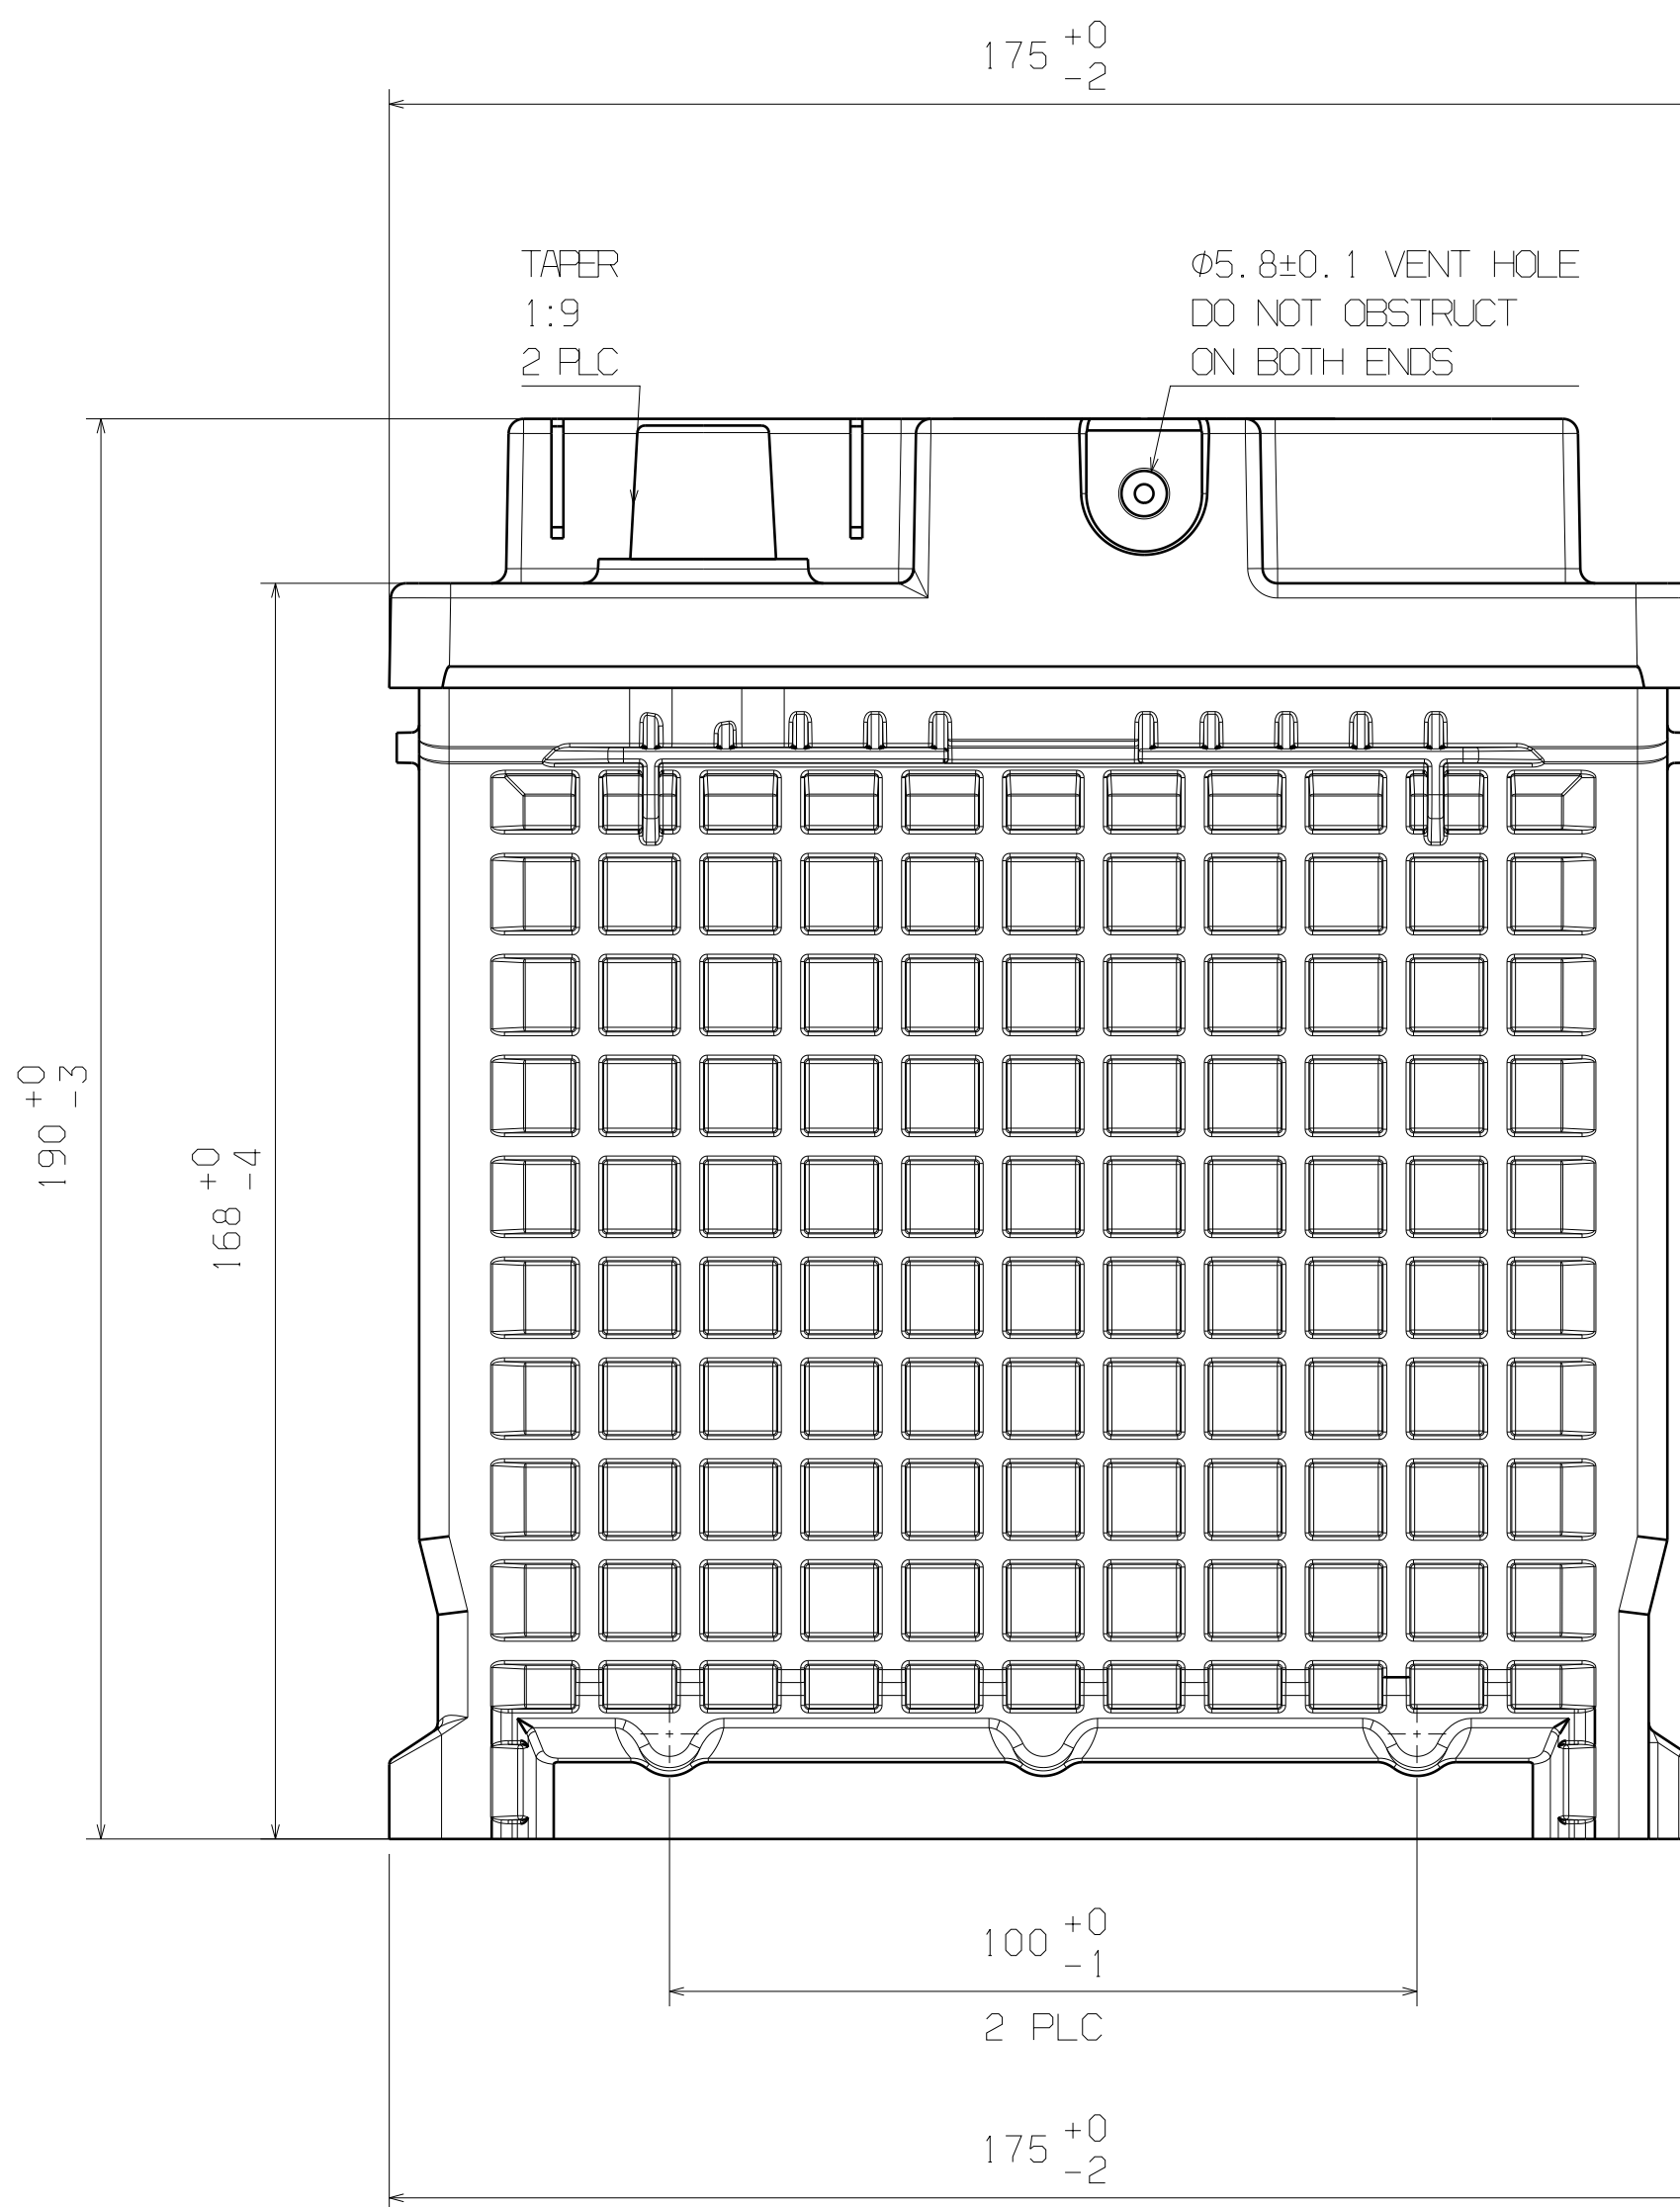 175 +0
-2
TAPER
1:9
2 PLC
φ5.8±0.1 VENT HOLE
DO NOT OBSTRUCT
ON BOTH ENDS
190 +0
-3
168 +0
-4
100 +0
-1
2 PLC
175 +0
-2